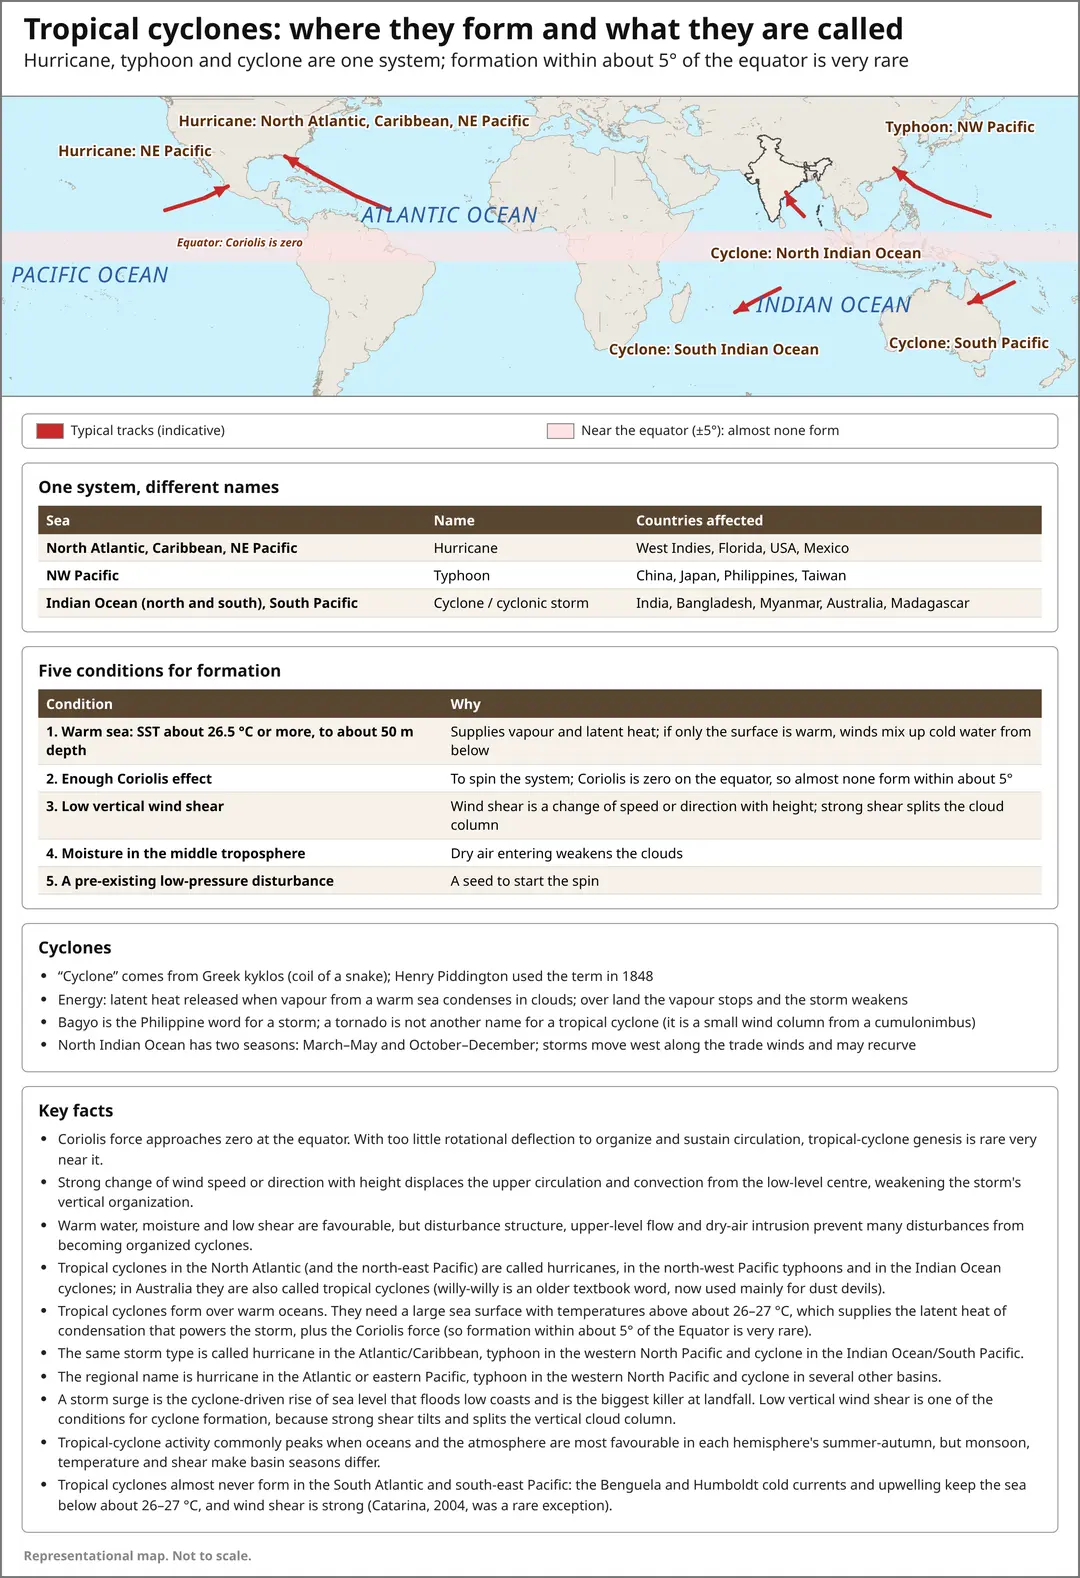 Tropical cyclones: where they form and what they are called
Hurricane, typhoon and cyclone are one system; formation within about 5° of the equator is very rare
Hurricane: North Atlantic, Caribbean, NE Pacific
Typhoon: NW Pacific
Hurricane: NE Pacific
ATLANTIC OCEAN
Equator: Coriolis is zero
Cyclone: North Indian Ocean
PACIFIC OCEAN
INDIAN OCEAN
Cyclone: South Pacific
Cyclone: South Indian Ocean
Typical tracks (indicative)
Near the equator (±5°): almost none form
One system, different names
Sea Name Countries affected
North Atlantic, Caribbean, NE Pacific Hurricane West Indies, Florida, USA, Mexico
NW Pacific Typhoon China, Japan, Philippines, Taiwan
Indian Ocean (north and south), South Pacific Cyclone / cyclonic storm India, Bangladesh, Myanmar, Australia, Madagascar
Five conditions for formation
Condition Why
1. Warm sea: SST about 26.5 °C or more, to about 50 m
depth
Supplies vapour and latent heat; if only the surface is warm, winds mix up cold water from
below
2. Enough Coriolis effect To spin the system; Coriolis is zero on the equator, so almost none form within about 5°
3. Low vertical wind shear Wind shear is a change of speed or direction with height; strong shear splits the cloud
column
4. Moisture in the middle troposphere Dry air entering weakens the clouds
5. A pre-existing low-pressure disturbance A seed to start the spin
Cyclones
• “Cyclone” comes from Greek kyklos (coil of a snake); Henry Piddington used the term in 1848
• Energy: latent heat released when vapour from a warm sea condenses in clouds; over land the vapour stops and the storm weakens
• Bagyo is the Philippine word for a storm; a tornado is not another name for a tropical cyclone (it is a small wind column from a cumulonimbus)
• North Indian Ocean has two seasons: March–May and October–December; storms move west along the trade winds and may recurve
Key facts
• Coriolis force approaches zero at the equator. With too little rotational deflection to organize and sustain circulation, tropical-cyclone genesis is rare very
near it.
• Strong change of wind speed or direction with height displaces the upper circulation and convection from the low-level centre, weakening the storm's
vertical organization.
• Warm water, moisture and low shear are favourable, but disturbance structure, upper-level flow and dry-air intrusion prevent many disturbances from
becoming organized cyclones.
• Tropical cyclones in the North Atlantic (and the north-east Pacific) are called hurricanes, in the north-west Pacific typhoons and in the Indian Ocean
cyclones; in Australia they are also called tropical cyclones (willy-willy is an older textbook word, now used mainly for dust devils).
• Tropical cyclones form over warm oceans. They need a large sea surface with temperatures above about 26–27 °C, which supplies the latent heat of
condensation that powers the storm, plus the Coriolis force (so formation within about 5° of the Equator is very rare).
• The same storm type is called hurricane in the Atlantic/Caribbean, typhoon in the western North Pacific and cyclone in the Indian Ocean/South Pacific.
• The regional name is hurricane in the Atlantic or eastern Pacific, typhoon in the western North Pacific and cyclone in several other basins.
• A storm surge is the cyclone-driven rise of sea level that floods low coasts and is the biggest killer at landfall. Low vertical wind shear is one of the
conditions for cyclone formation, because strong shear tilts and splits the vertical cloud column.
• Tropical-cyclone activity commonly peaks when oceans and the atmosphere are most favourable in each hemisphere's summer-autumn, but monsoon,
temperature and shear make basin seasons differ.
• Tropical cyclones almost never form in the South Atlantic and south-east Pacific: the Benguela and Humboldt cold currents and upwelling keep the sea
below about 26–27 °C, and wind shear is strong (Catarina, 2004, was a rare exception).
Representational map. Not to scale.